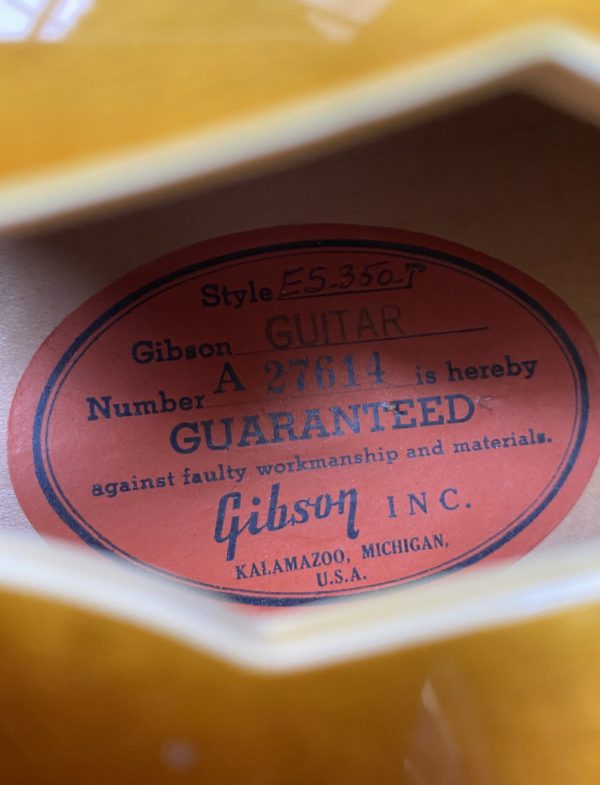 Style ES-350-T
Gibson GUITAR
Number A 27614 is hereby
GUARANTEED
against faulty workmanship and materials.
Gibson INC.
KALAMAZOO, MICHIGAN,
U.S.A.